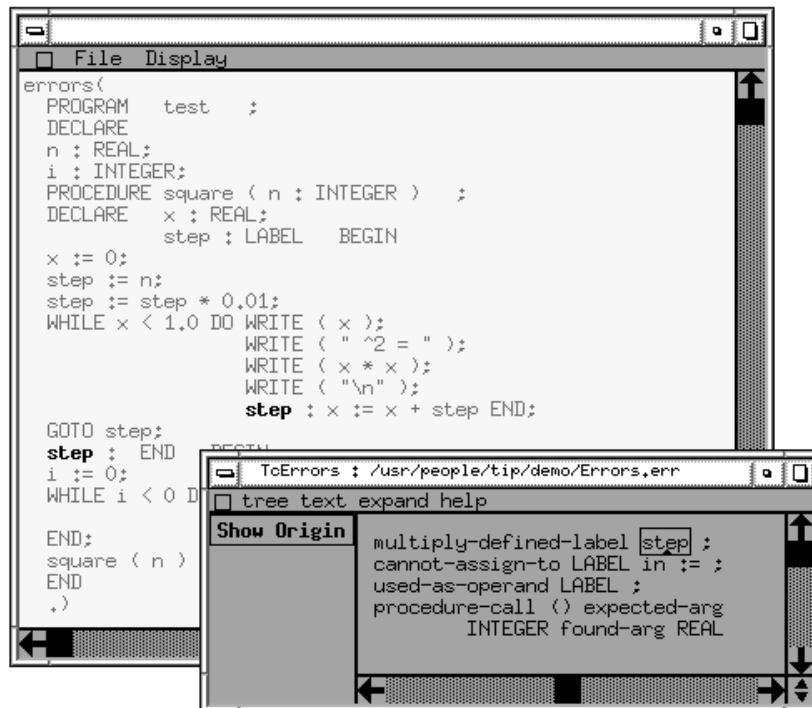 File Display
errors(
PROGRAM test ;
DECLARE
n : REAL;
i : INTEGER;
PROCEDURE square ( n : INTEGER ) ;
DECLARE x : REAL;
step : LABEL BEGIN
x := 0;
step := n;
step := step * 0.01;
WHILE x < 1.0 DO WRITE ( x );
WRITE ( " ^2 = " );
WRITE ( x * x );
WRITE ( "\n" );
step : x := x + step END;
GOTO step;
step : END BEGIN
i := 0;
WHILE i < 0 D
END;
square ( n )
END
.)
TcErrors : /usr/people/tip/demo/Errors.err
tree text expand help
Show Origin
multiply-defined-label step ;
cannot-assign-to LABEL in := ;
used-as-operand LABEL ;
procedure-call () expected-arg
INTEGER found-arg REAL